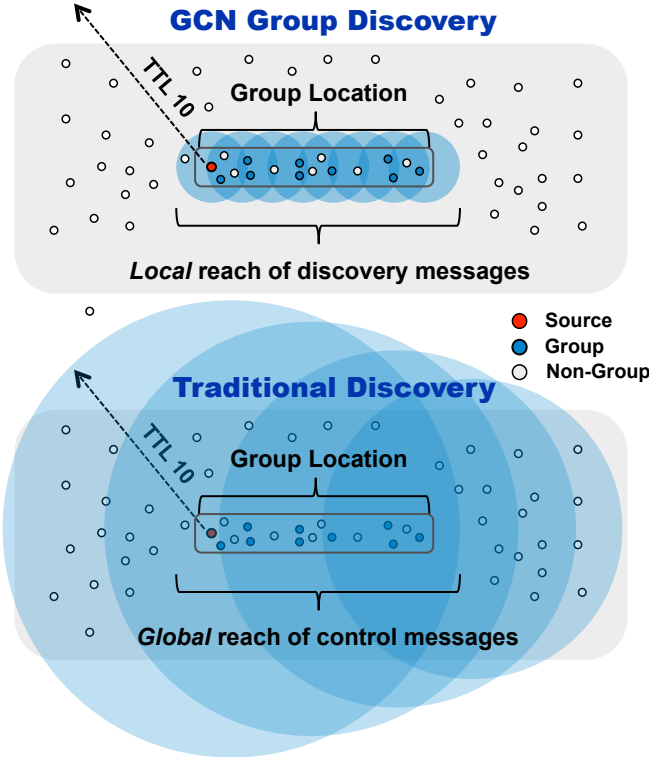 GCN Group Discovery
TTL 10
Group Location
Local reach of discovery messages
Source
Group
Non-Group
Traditional Discovery
TTL 10
Group Location
Global reach of control messages